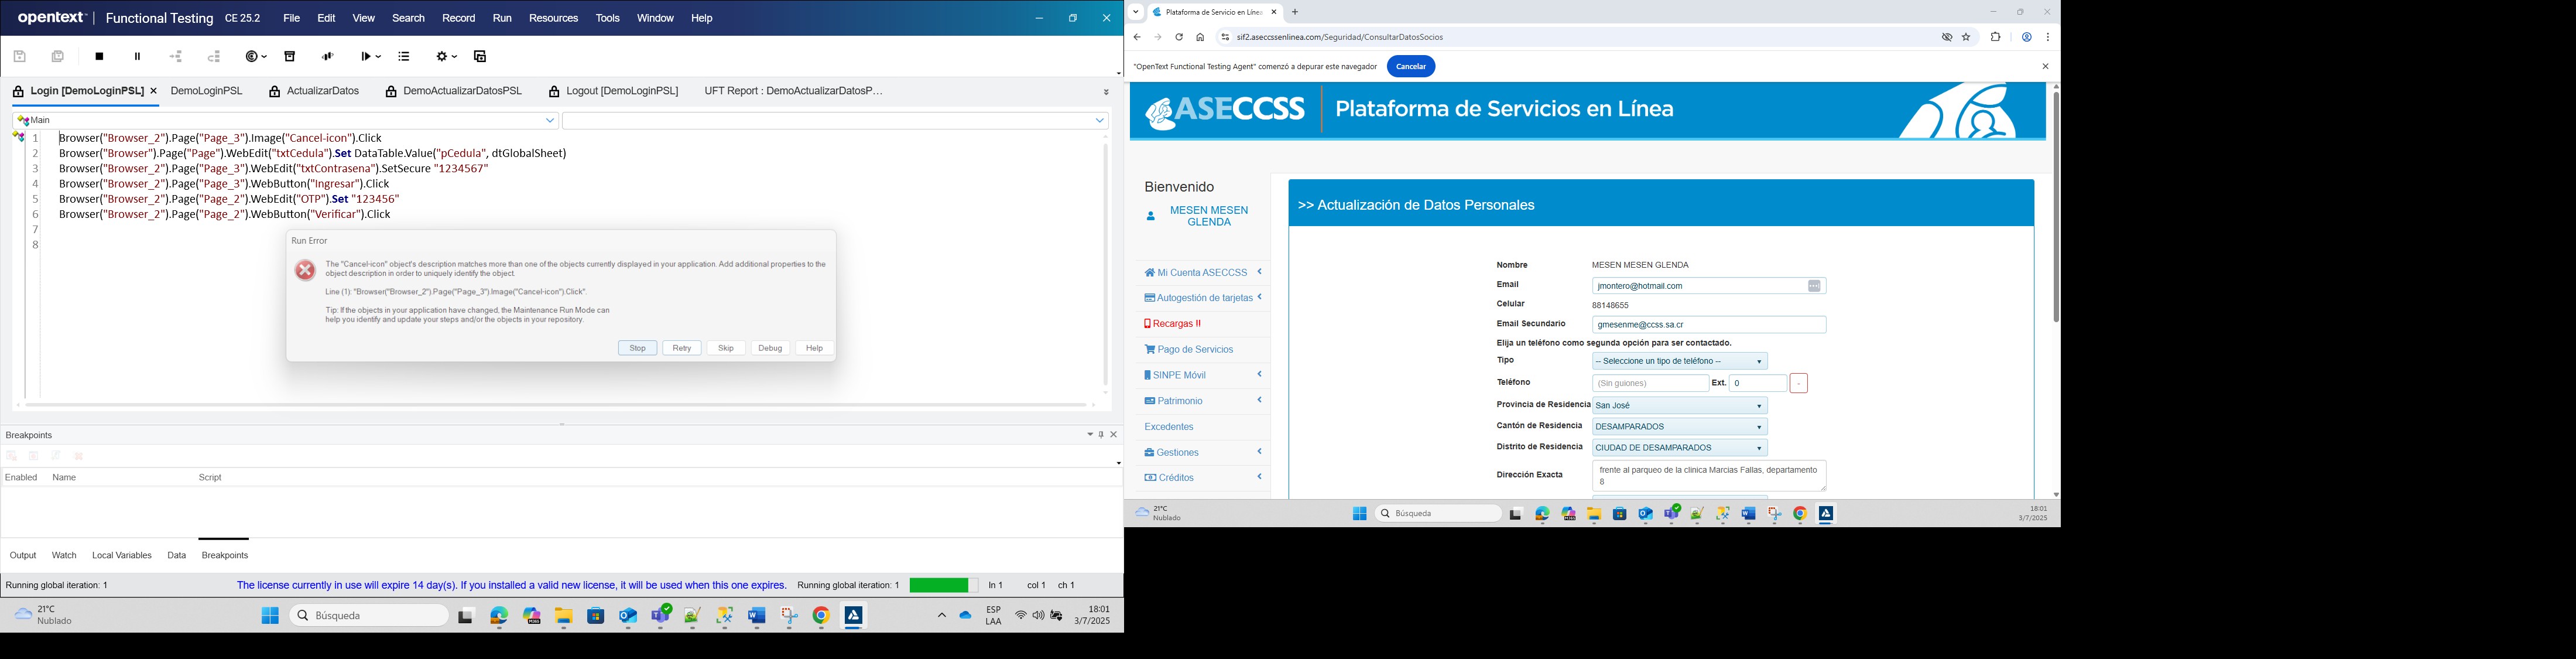 opentext™ | Functional Testing CE 25.2 File Edit View Search Record Run Resources Tools Window Help
Login [DemoLoginPSL] × DemoLoginPSL ActualizarDatos DemoActualizarDatosPSL Logout [DemoLoginPSL] UFT Report : DemoActualizarDatosP…
Main
1 Browser("Browser_2").Page("Page_3").Image("Cancel-icon").Click
2 Browser("Browser").Page("Page").WebEdit("txtCedula").Set DataTable.Value("pCedula", dtGlobalSheet)
3 Browser("Browser_2").Page("Page_3").WebEdit("txtContrasena").SetSecure "1234567"
4 Browser("Browser_2").Page("Page_3").WebButton("Ingresar").Click
5 Browser("Browser_2").Page("Page_2").WebEdit("OTP").Set "123456"
6 Browser("Browser_2").Page("Page_2").WebButton("Verificar").Click
7
8
Run Error
The "Cancel-icon" object's description matches more than one of the objects currently displayed in your application. Add additional properties to the
object description in order to uniquely identify the object.
Line (1): "Browser("Browser_2").Page("Page_3").Image("Cancel-icon").Click".
Tip: If the objects in your application have changed, the Maintenance Run Mode can
help you identify and update your steps and/or the objects in your repository.
Stop Retry Skip Debug Help
Breakpoints
Enabled Name Script
Output Watch Local Variables Data Breakpoints
Running global iteration: 1 The license currently in use will expire 14 day(s). If you installed a valid new license, it will be used when this one expires. Running global iteration: 1 ln 1 col 1 ch 1
21°C
Nublado
Búsqueda
ESP
LAA
18:01
3/7/2025
Plataforma de Servicio en Líne
sif2.aseccssenlinea.com/Seguridad/ConsultarDatosSocios
"OpenText Functional Testing Agent" comenzó a depurar este navegador Cancelar
ASECCSS | Plataforma de Servicios en Línea
Bienvenido
MESEN MESEN
GLENDA
Mi Cuenta ASECCSS
Autogestión de tarjetas
Recargas II
Pago de Servicios
SINPE Móvil
Patrimonio
Excedentes
Gestiones
Créditos
>> Actualización de Datos Personales
Nombre MESEN MESEN GLENDA
Email jmontero@hotmail.com
Celular 88148655
Email Secundario gmesenme@ccss.sa.cr
Elija un teléfono como segunda opción para ser contactado.
Tipo -- Seleccione un tipo de teléfono --
Teléfono (Sin guiones) Ext. 0 -
Provincia de Residencia San José
Cantón de Residencia DESAMPARADOS
Distrito de Residencia CIUDAD DE DESAMPARADOS
Dirección Exacta frente al parqueo de la clinica Marcias Fallas, departamento
8
21°C
Nublado
Búsqueda
18:01
3/7/2025